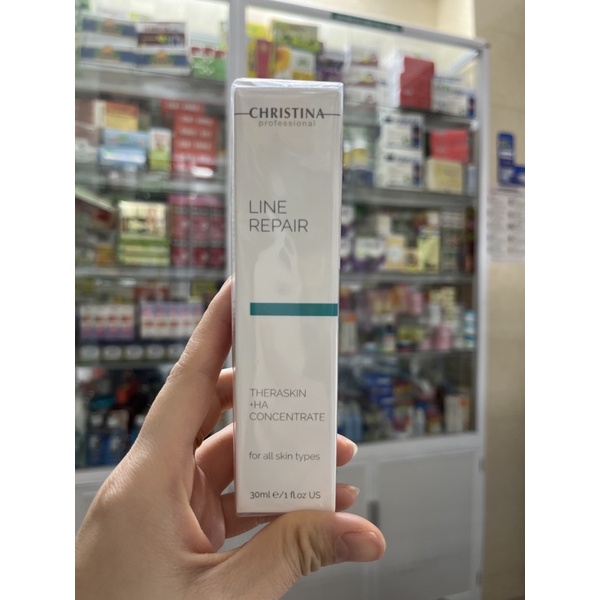 CHRISTINA
professional
LINE
REPAIR
THERASKIN
+HA
CONCENTRATE
for all skin types
30ml e/1 fl.oz US